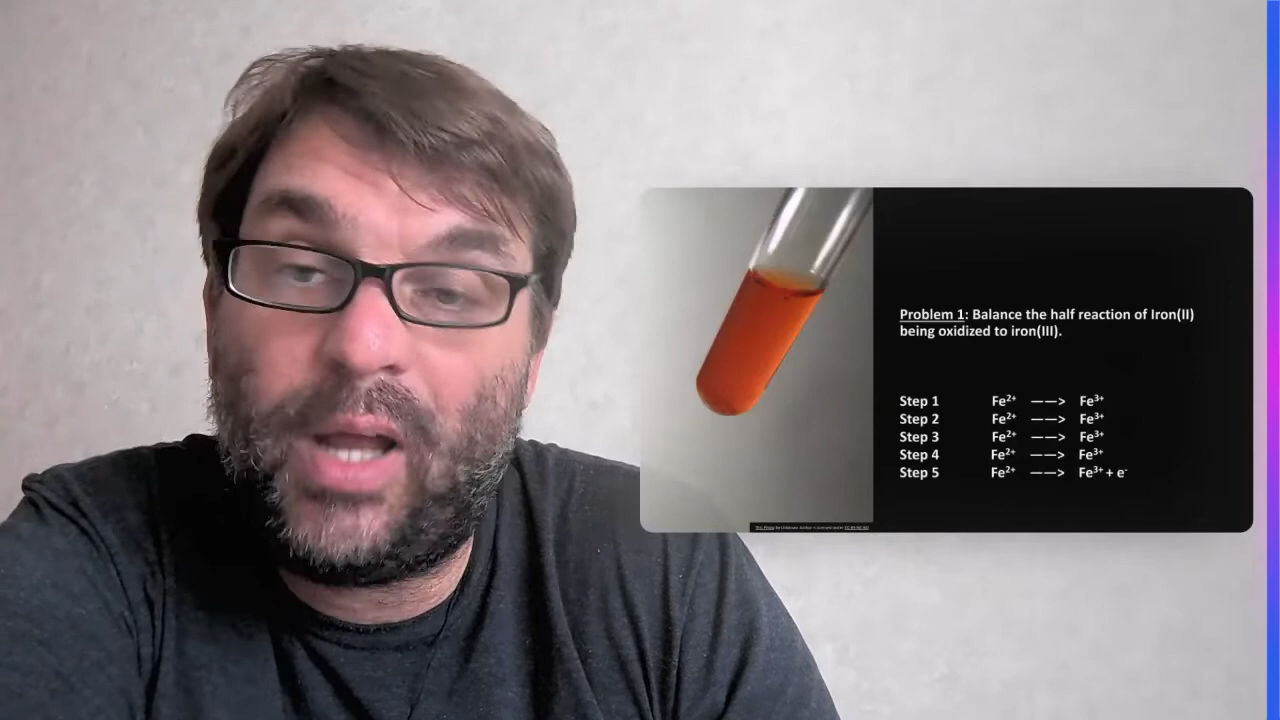 Problem 1: Balance the half reaction of Iron(II)
being oxidized to iron(III).
Step 1 Fe²⁺ ——> Fe³⁺
Step 2 Fe²⁺ ——> Fe³⁺
Step 3 Fe²⁺ ——> Fe³⁺
Step 4 Fe²⁺ ——> Fe³⁺
Step 5 Fe²⁺ ——> Fe³⁺ + e⁻